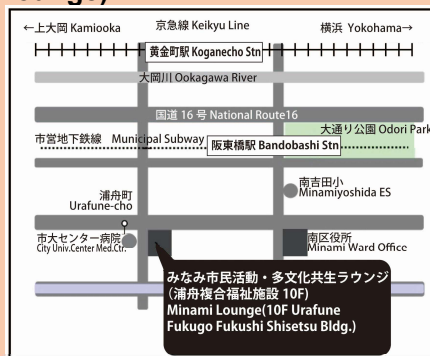 ←上大岡 Kamiooka 京急線 Keikyu Line 横浜 Yokohama→
黄金町駅 Koganecho Stn
大岡川 Ookagawa River
国道 16 号 National Route16
大通り公園 Odori Park
市営地下鉄線 Municipal Subway 阪東橋駅 Bandobashi Stn.
南吉田小
Minamiyoshida ES
浦舟町
Urafune-cho
市大センター病院
City Univ.Center Med.Ctr.
南区役所
Minami Ward Office
みなみ市民活動・多文化共生ラウンジ
(浦舟複合福祉施設 10F)
Minami Lounge(10F Urafune
Fukugo Fukushi Shisetsu Bldg.)